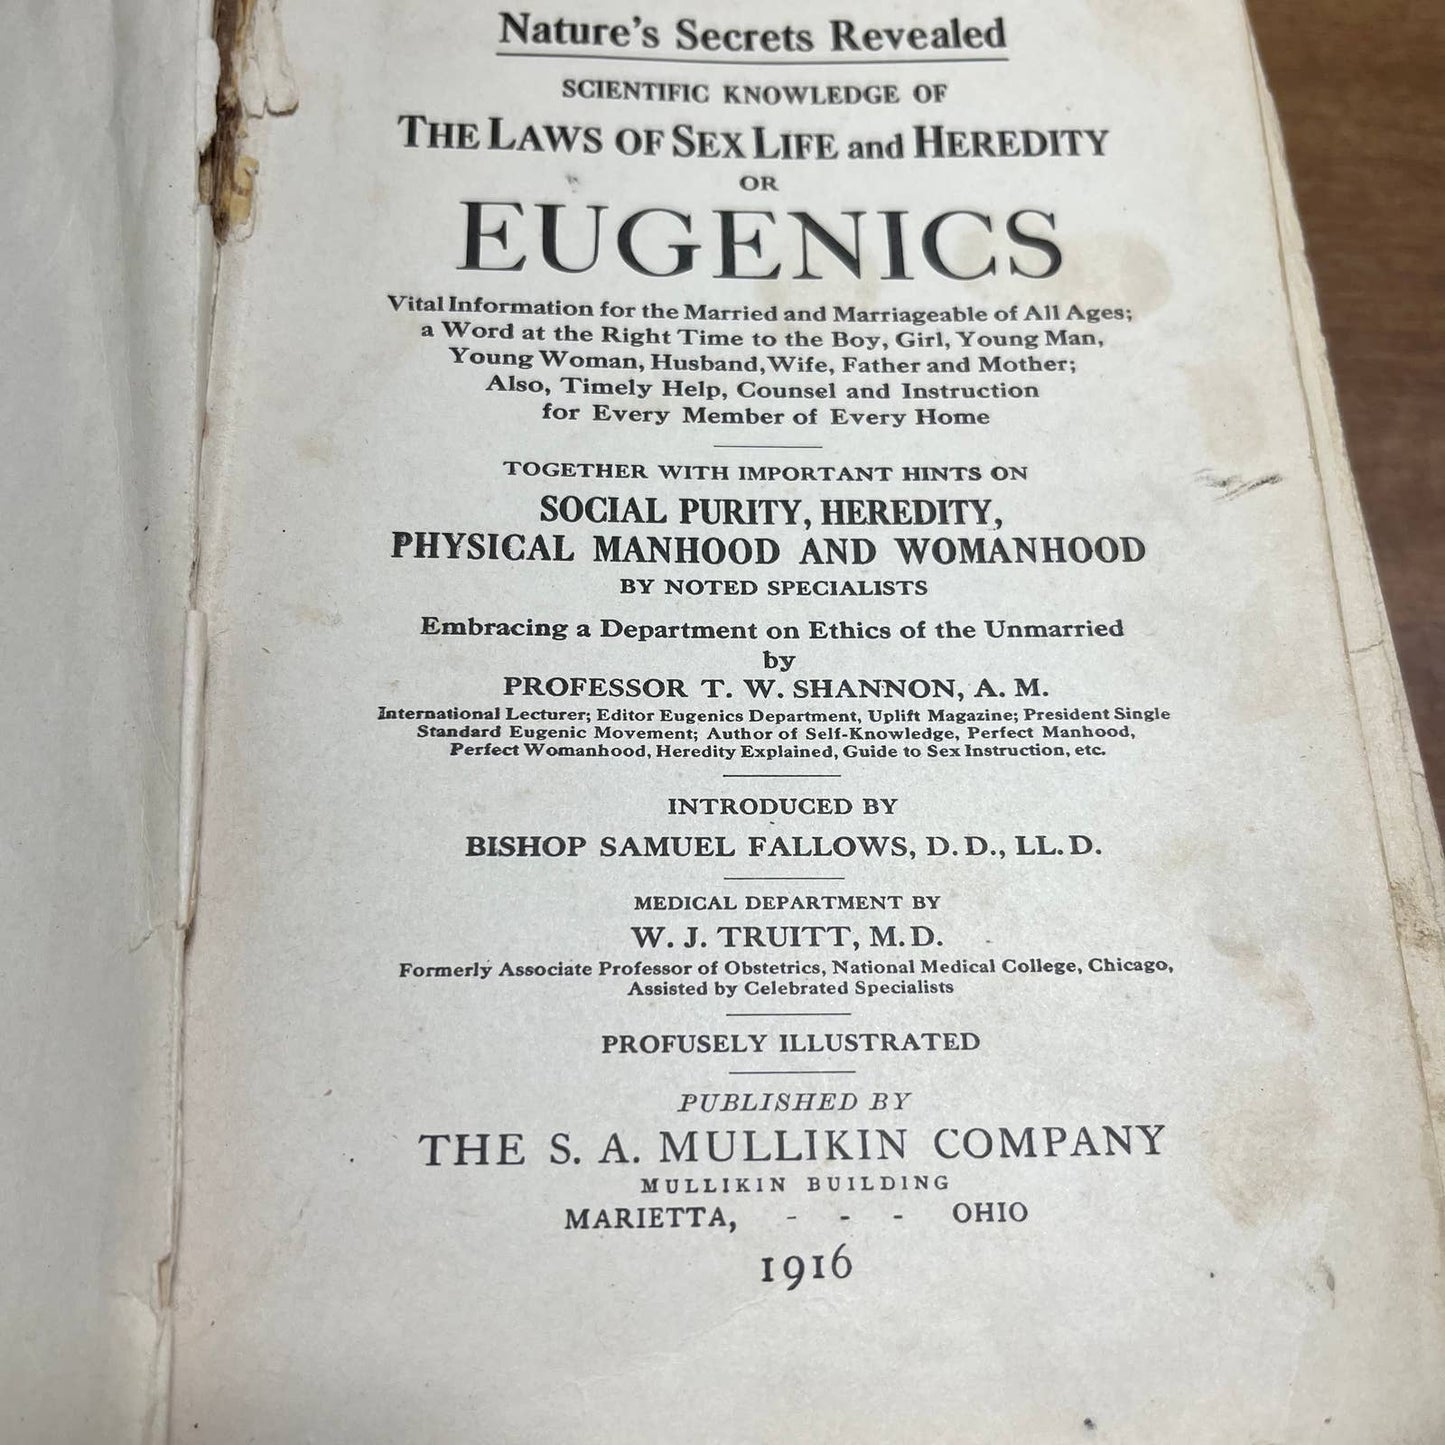 Nature's Secrets Revealed
SCIENTIFIC KNOWLEDGE OF
THE LAWS OF SEX LIFE and HEREDITY
OR
EUGENICS
Vital Information for the Married and Marriageable of All Ages;
a Word at the Right Time to the Boy, Girl, Young Man,
Young Woman, Husband, Wife, Father and Mother;
Also, Timely Help, Counsel and Instruction
for Every Member of Every Home
TOGETHER WITH IMPORTANT HINTS ON
SOCIAL PURITY, HEREDITY,
PHYSICAL MANHOOD AND WOMANHOOD
BY NOTED SPECIALISTS
Embracing a Department on Ethics of the Unmarried
by
PROFESSOR T. W. SHANNON, A. M.
International Lecturer; Editor Eugenics Department, Uplift Magazine; President Single
Standard Eugenic Movement; Author of Self-Knowledge, Perfect Manhood,
Perfect Womanhood, Heredity Explained, Guide to Sex Instruction, etc.
INTRODUCED BY
BISHOP SAMUEL FALLOWS, D. D., LL. D.
MEDICAL DEPARTMENT BY
W. J. TRUITT, M. D.
Formerly Associate Professor of Obstetrics, National Medical College, Chicago,
Assisted by Celebrated Specialists
PROFUSELY ILLUSTRATED
PUBLISHED BY
THE S. A. MULLIKIN COMPANY
MULLIKIN BUILDING
MARIETTA, - - - OHIO
1916